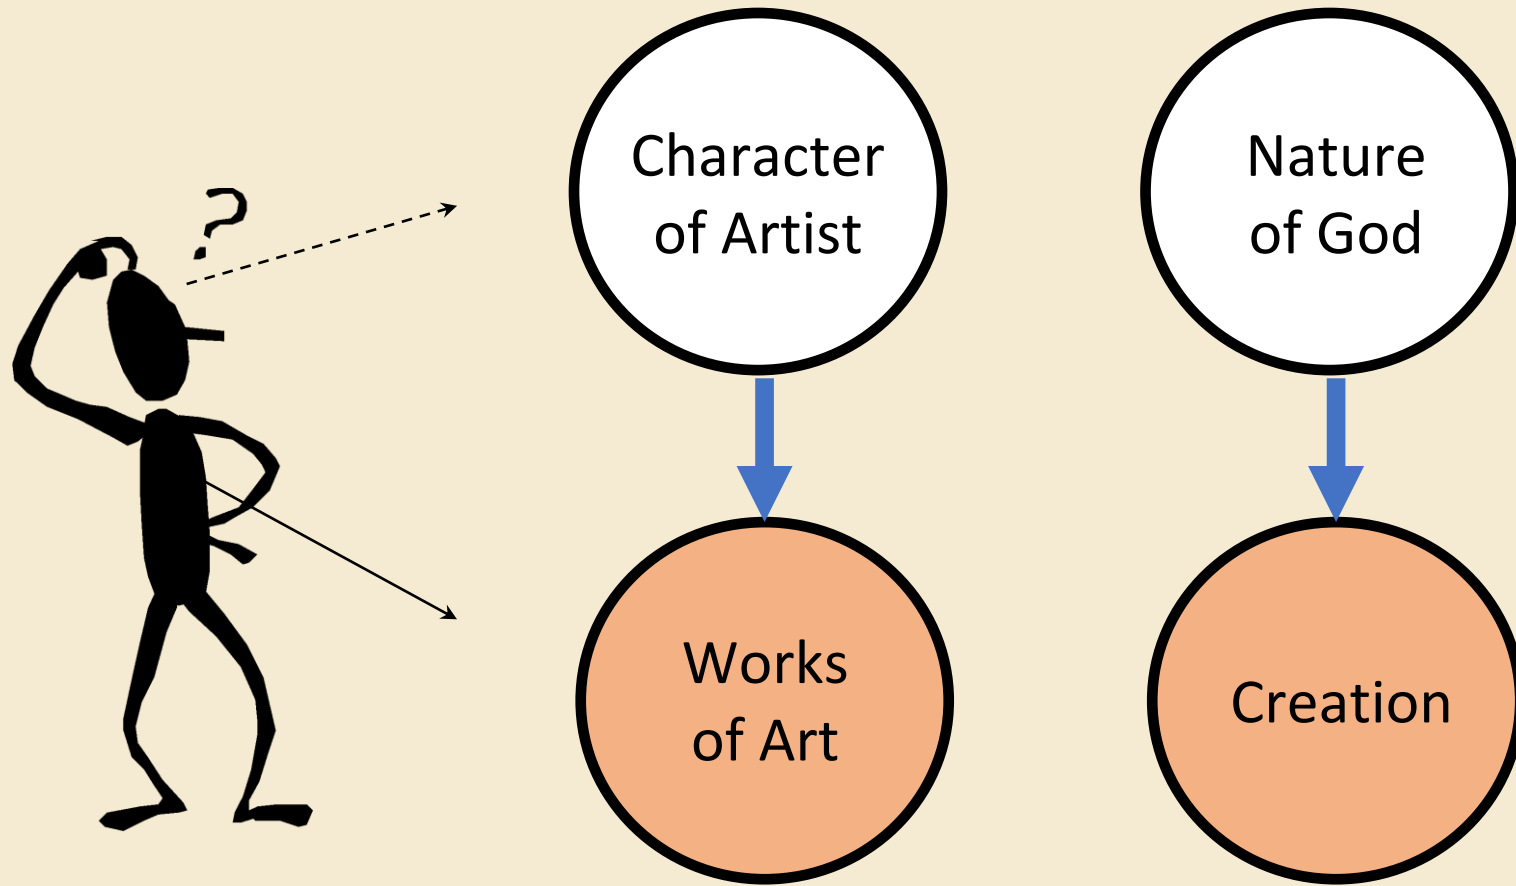 ?
Character
of Artist
Nature
of God
Works
of Art
Creation